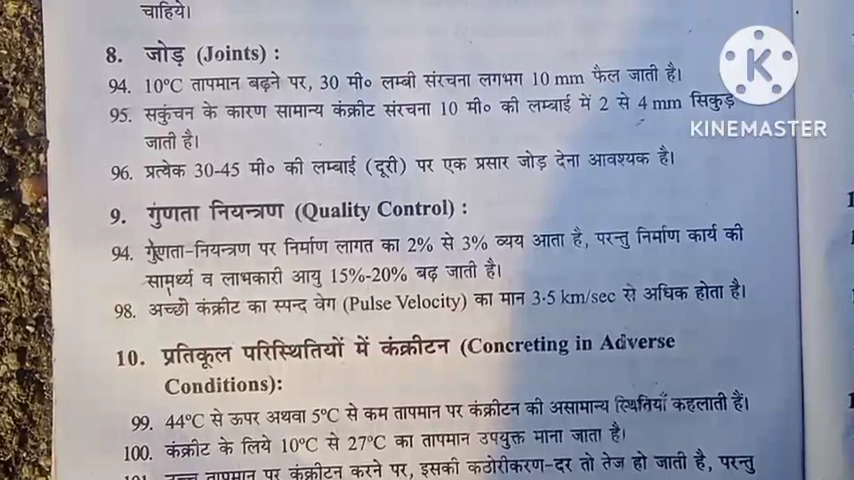 चाहिये।
8. जोड़ (Joints) :
94. 10°C तापमान बढ़ने पर, 30 मी० लम्बी संरचना लगभग 10 mm फैल जाती है।
95. सकुंचन के कारण सामान्य कंक्रीट संरचना 10 मी० की लम्बाई में 2 से 4 mm सिकुड़
जाती है।
96. प्रत्येक 30-45 मी० की लम्बाई (दूरी) पर एक प्रसार जोड़ देना आवश्यक है।
9. गुंणता नियन्त्रण (Quality Control) :
94. गुंणता-नियन्त्रण पर निर्माण लागत का 2% से 3% व्यय आता है, परन्तु निर्माण कार्य की
सामर्थ्य व लाभकारी आयु 15%-20% बढ़ जाती है।
98. अच्छी कंक्रीट का स्पन्द वेग (Pulse Velocity) का मान 3·5 km/sec से अधिक होता है।
10. प्रतिकूल परिस्थितियों में कंक्रीटन (Concreting in Adverse
Conditions):
99. 44°C से ऊपर अथवा 5°C से कम तापमान पर कंक्रीटन की असामान्य स्थितियाँ कहलाती हैं।
100. कंक्रीट के लिये 10°C से 27°C का तापमान उपयुक्त माना जाता है।
101. उच्च तापमान पर कंक्रीटन करने पर, इसकी कठोरीकरण-दर तो तेज हो जाती है, परन्तु
KINEMASTER